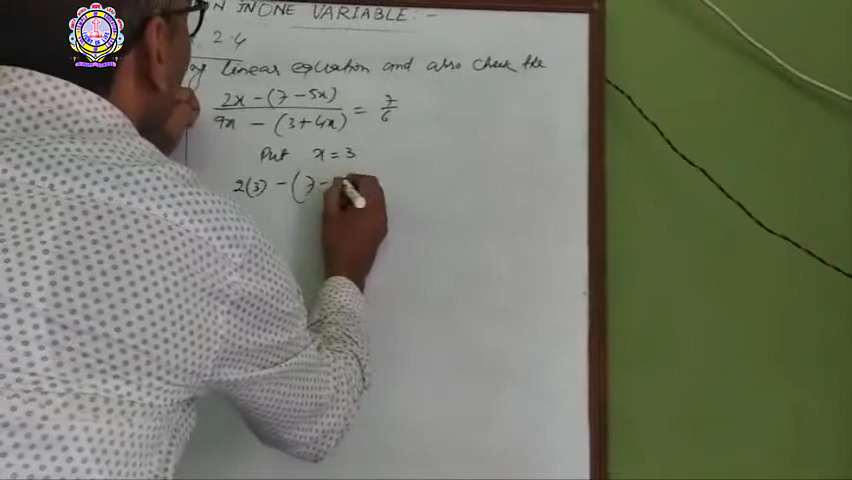 N IN ONE VARIABLE :-
2.4
linear equation and also check the
2x - (7 - 5x) / 9x - (3 + 4x) = 7/6
Put x = 3
2(3) - (7 -